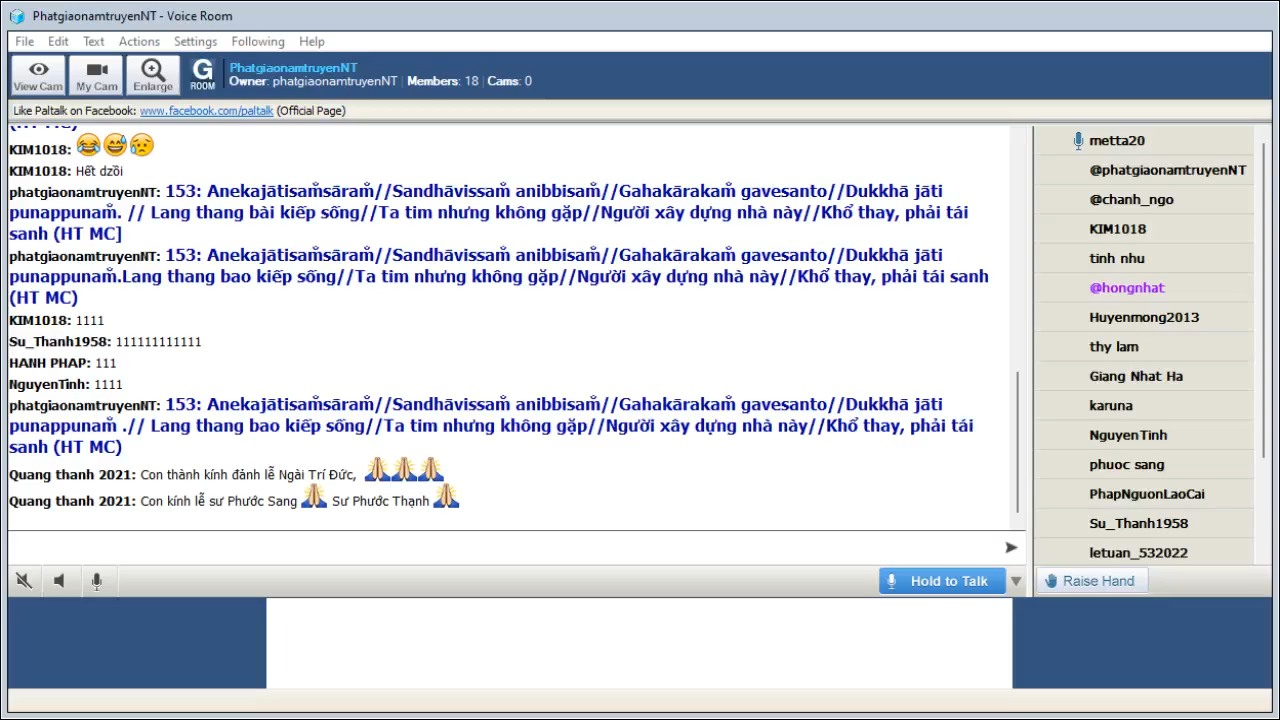 PhatgiaonamtruyenNT - Voice Room
File Edit Text Actions Settings Following Help
View Cam My Cam Enlarge G ROOM
PhatgiaonamtruyenNT
Owner: phatgiaonamtruyenNT | Members: 18 | Cams: 0
Like Paltalk on Facebook: www.facebook.com/paltalk (Official Page)
(HT MC)
KIM1018: 😂😅😥
KIM1018: Hết dzồi
phatgiaonamtruyenNT: 153: Anekajātisaṁsāraṁ//Sandhāvissaṁ anibbisaṁ//Gahakārakaṁ gavesanto//Dukkhā jāti
punappunaṁ. // Lang thang bài kiếp sống//Ta tim nhưng không gặp//Người xây dựng nhà này//Khổ thay, phải tái
sanh (HT MC]
phatgiaonamtruyenNT: 153: Anekajātisaṁsāraṁ//Sandhāvissaṁ anibbisaṁ//Gahakārakaṁ gavesanto//Dukkhā jāti
punappunaṁ.Lang thang bao kiếp sống//Ta tim nhưng không gặp//Người xây dựng nhà này//Khổ thay, phải tái sanh
(HT MC)
KIM1018: 1111
Su_Thanh1958: 111111111111
HANH PHAP: 111
NguyenTinh: 1111
phatgiaonamtruyenNT: 153: Anekajātisaṁsāraṁ//Sandhāvissaṁ anibbisaṁ//Gahakārakaṁ gavesanto//Dukkhā jāti
punappunaṁ .// Lang thang bao kiếp sống//Ta tim nhưng không gặp//Người xây dựng nhà này//Khổ thay, phải tái
sanh (HT MC)
Quang thanh 2021: Con thành kính đảnh lễ Ngài Trí Đức, 🙏🙏🙏
Quang thanh 2021: Con kính lễ sư Phước Sang 🙏 Sư Phước Thạnh 🙏
Hold to Talk
metta20
@phatgiaonamtruyenNT
@chanh_ngo
KIM1018
tinh nhu
@hongnhat
Huyenmong2013
thy lam
Giang Nhat Ha
karuna
NguyenTinh
phuoc sang
PhapNguonLaoCai
Su_Thanh1958
letuan_532022
Raise Hand